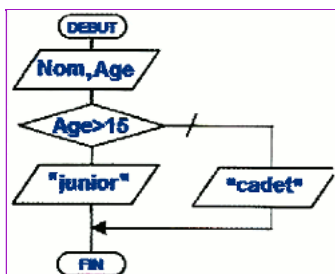 DEBUT
Nom,Age
Age>15
"junior"
"cadet"
FIN